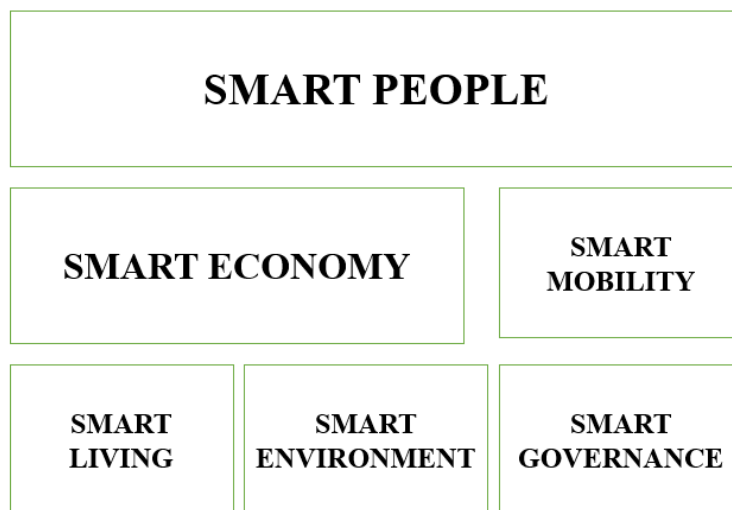 SMART PEOPLE
SMART ECONOMY
SMART
MOBILITY
SMART
LIVING
SMART
ENVIRONMENT
SMART
GOVERNANCE